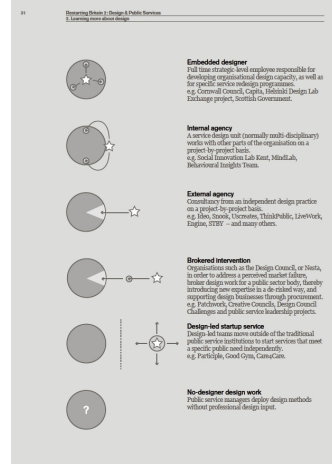 Restarting Britain 2: Design & Public Services
2. Learning more about design
Embedded designer
Full time strategic-level employee responsible for
developing organisational design capacity, as well as
for specific service redesign programmes.
e.g. Cornwall Council, Capita, Helsinki Design Lab
Exchange project, Scottish Government.
Internal agency
A service design unit (normally multi-disciplinary)
works with other parts of the organisation on a
project-by-project basis.
e.g. Social Innovation Lab Kent, MindLab,
Behavioural Insights Team.
External agency
Consultancy from an independent design practice
on a project-by-project basis.
e.g. Ideo, Snook, Uscreates, ThinkPublic, LiveWork,
Engine, STBY – and many others.
Brokered intervention
Organisations such as the Design Council, or Nesta,
in order to address a perceived market failure,
broker design work for a public sector body, thereby
introducing new expertise in a de-risked way, and
supporting design businesses through procurement.
e.g. Patchwork, Creative Councils, Design Council
Challenges and public service leadership projects.
Design-led startup service
Design-led teams move outside of the traditional
public service institutions to start services that meet
a specific public need independently.
e.g. Participle, Good Gym, Care4Care.
No-designer design work
Public service managers deploy design methods
without professional design input.
?